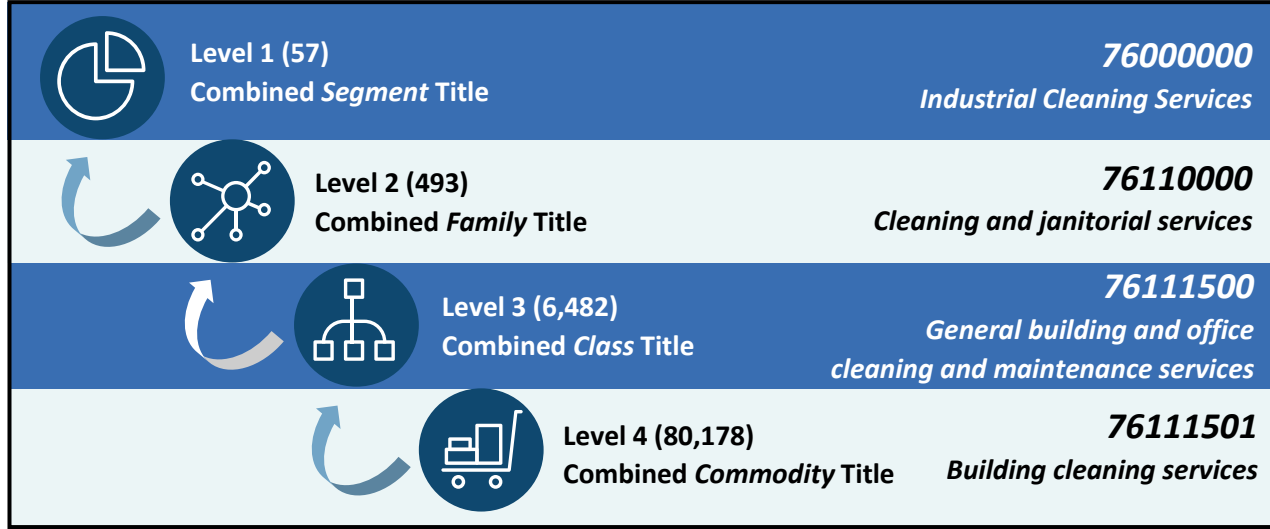 Level 1 (57)
Combined Segment Title
76000000
Industrial Cleaning Services
Level 2 (493)
Combined Family Title
76110000
Cleaning and janitorial services
Level 3 (6,482)
Combined Class Title
76111500
General building and office
cleaning and maintenance services
Level 4 (80,178)
Combined Commodity Title
76111501
Building cleaning services